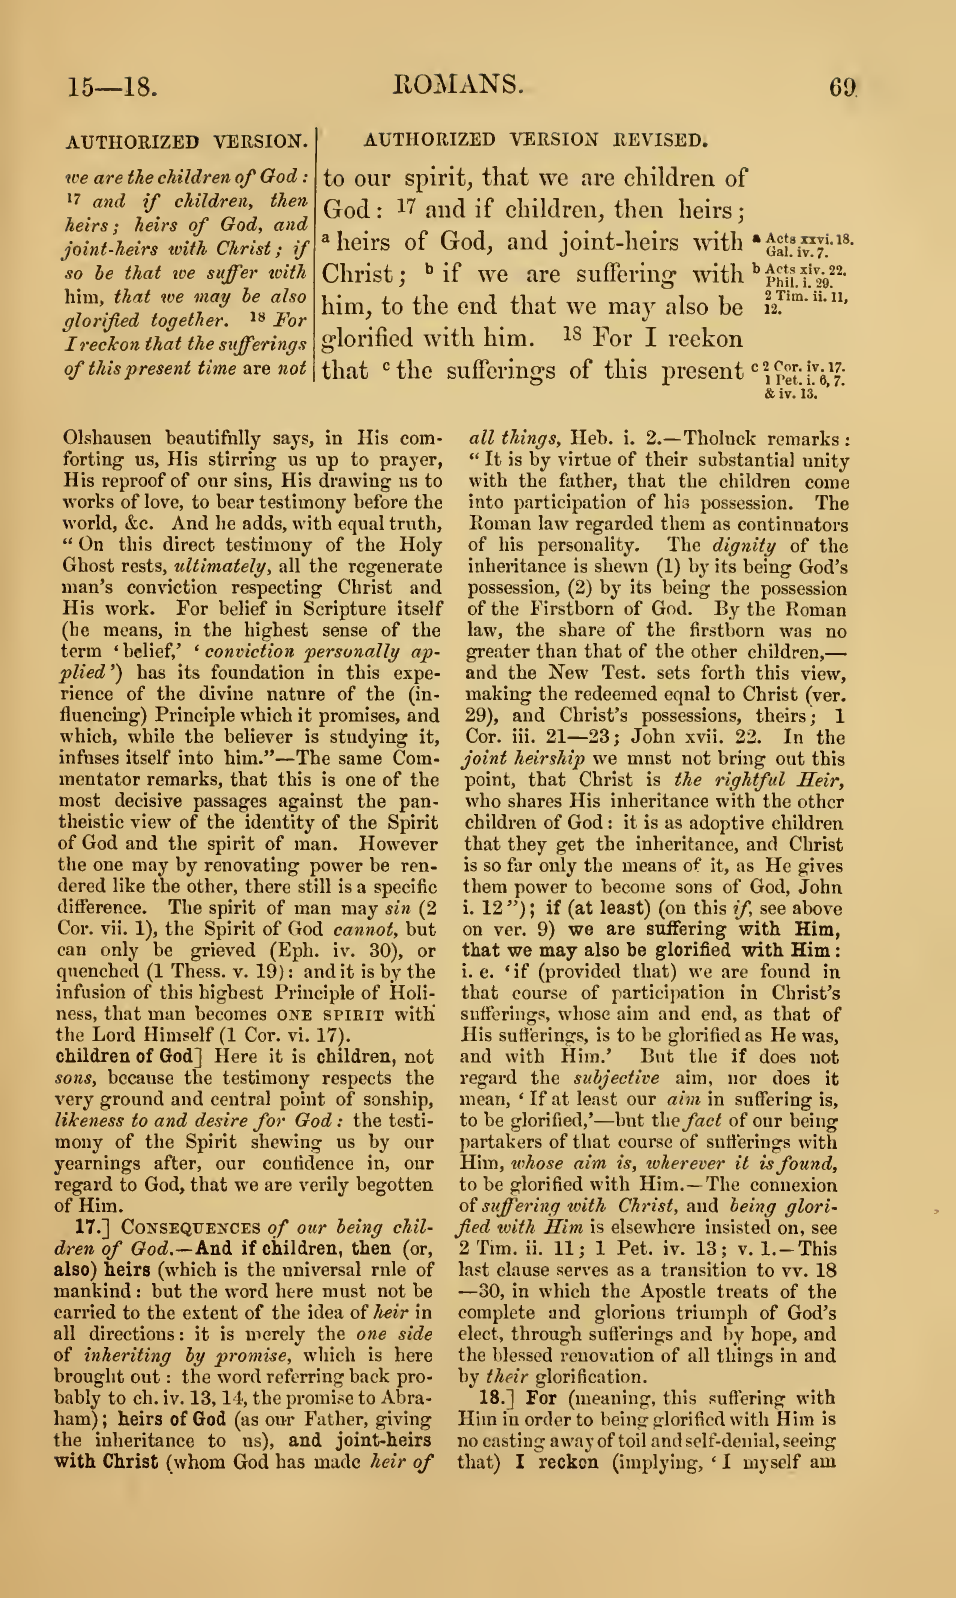 15—18.
ROMANS.
69
AUTHORIZED VERSION.
we are the children of God :
17 and if children, then
heirs; heirs of God, and
joint-heirs with Christ; if
so be that we suffer with
him, that we may be also
glorified together. 18 For
I reckon that the sufferings
of this present time are not
AUTHORIZED VERSION REVISED.
to our spirit, that we are children of
God : 17 and if children, then heirs ;
a heirs of God, and joint-heirs with
Christ ; b if we are suffering with
him, to the end that we may also be
glorified with him. 18 For I reckon
that c the sufferings of this present
a Acts xxvi. 18.
Gal. iv. 7.
b Acts xiv. 22.
Phil. i. 29.
2 Tim. ii. 11,
12.
c 2 Cor. iv. 17.
1 Pet. i. 6, 7.
& iv. 13.
Olshausen beautifully says, in His com-
forting us, His stirring us up to prayer,
His reproof of our sins, His drawing us to
works of love, to bear testimony before the
world, &c. And he adds, with equal truth,
“ On this direct testimony of the Holy
Ghost rests, ultimately, all the regenerate
man’s conviction respecting Christ and
His work. For belief in Scripture itself
(he means, in the highest sense of the
term ‘ belief,’ ‘ conviction personally ap-
plied ’) has its foundation in this expe-
rience of the divine nature of the (in-
fluencing) Principle which it promises, and
which, while the believer is studying it,
infuses itself into him.”—The same Com-
mentator remarks, that this is one of the
most decisive passages against the pan-
theistic view of the identity of the Spirit
of God and the spirit of man. However
the one may by renovating power be ren-
dered like the other, there still is a specific
difference. The spirit of man may sin (2
Cor. vii. 1), the Spirit of God cannot, but
can only be grieved (Eph. iv. 30), or
quenched (1 Thess. v. 19) : and it is by the
infusion of this highest Principle of Holi-
ness, that man becomes ONE SPIRIT with
the Lord Himself (1 Cor. vi. 17).
children of God] Here it is children, not
sons, because the testimony respects the
very ground and central point of sonship,
likeness to and desire for God : the testi-
mony of the Spirit shewing us by our
yearnings after, our confidence in, our
regard to God, that we are verily begotten
of Him.
17.] CONSEQUENCES of our being chil-
dren of God.—And if children, then (or,
also) heirs (which is the universal rule of
mankind : but the word here must not be
carried to the extent of the idea of heir in
all directions : it is merely the one side
of inheriting by promise, which is here
brought out : the word referring back pro-
bably to ch. iv. 13, 14, the promise to Abra-
ham) ; heirs of God (as our Father, giving
the inheritance to us), and joint-heirs
with Christ (whom God has made heir of
all things, Heb. i. 2.—Tholuck remarks :
“ It is by virtue of their substantial unity
with the father, that the children come
into participation of his possession. The
Roman law regarded them as continuators
of his personality. The dignity of the
inheritance is shewn (1) by its being God’s
possession, (2) by its being the possession
of the Firstborn of God. By the Roman
law, the share of the firstborn was no
greater than that of the other children,—
and the New Test. sets forth this view,
making the redeemed equal to Christ (ver.
29), and Christ’s possessions, theirs ; 1
Cor. iii. 21—23 ; John xvii. 22. In the
joint heirship we must not bring out this
point, that Christ is the rightful Heir,
who shares His inheritance with the other
children of God : it is as adoptive children
that they get the inheritance, and Christ
is so far only the means of it, as He gives
them power to become sons of God, John
i. 12 ”) ; if (at least) (on this if, see above
on ver. 9) we are suffering with Him,
that we may also be glorified with Him :
i. e. ‘ if (provided that) we are found in
that course of participation in Christ’s
sufferings, whose aim and end, as that of
His sufferings, is to be glorified as He was,
and with Him.’ But the if does not
regard the subjective aim, nor does it
mean, ‘ If at least our aim in suffering is,
to be glorified,’—but the fact of our being
partakers of that course of sufferings with
Him, whose aim is, wherever it is found,
to be glorified with Him.—The connexion
of suffering with Christ, and being glori-
fied with Him is elsewhere insisted on, see
2 Tim. ii. 11 ; 1 Pet. iv. 13 ; v. 1.—This
last clause serves as a transition to vv. 18
—30, in which the Apostle treats of the
complete and glorious triumph of God’s
elect, through sufferings and by hope, and
the blessed renovation of all things in and
by their glorification.
18.] For (meaning, this suffering with
Him in order to being glorified with Him is
no casting away of toil and self-denial, seeing
that) I reckon (implying, ‘ I myself am